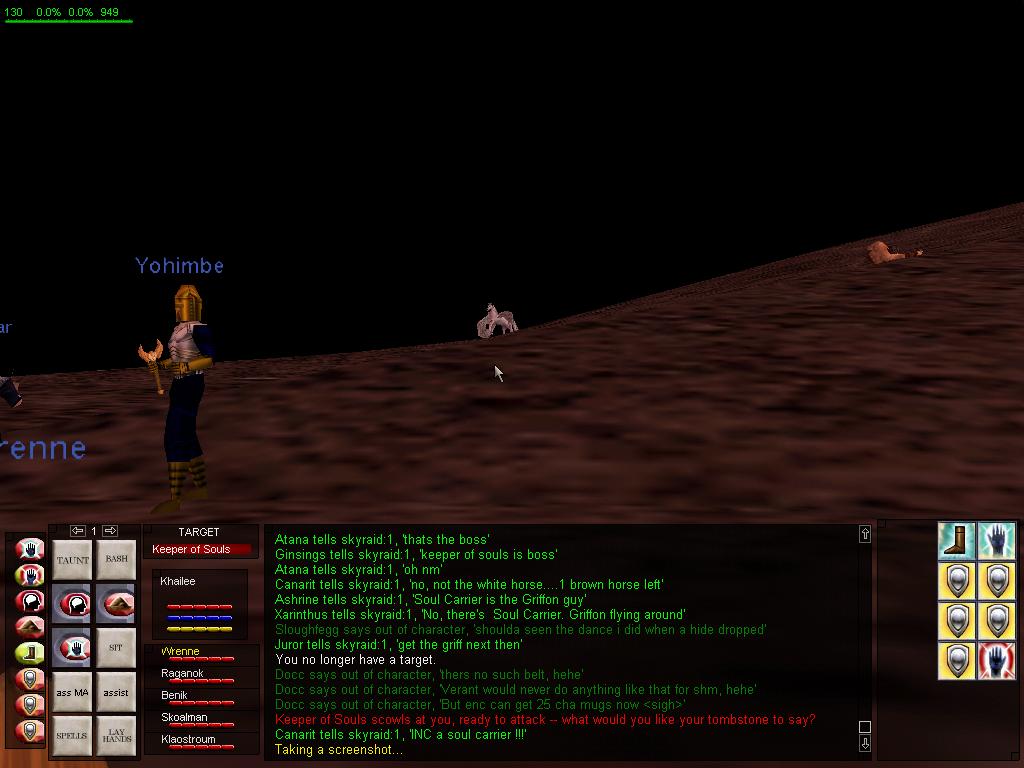 130 0.0% 0.0% 949
Yohimbe
ar
renne
1
TARGET
Keeper of Souls
Khailee
Wrenne
Raganok
Benik
Skoalman
Klaostroum
TAUNT
BASH
SIT
ass MA
assist
SPELLS
LAY HANDS
Atana tells skyraid:1, 'thats the boss'
Ginsings tells skyraid:1, 'keeper of souls is boss'
Atana tells skyraid:1, 'oh nm'
Canarit tells skyraid:1, 'no, not the white horse....1 brown horse left'
Ashrine tells skyraid:1, 'Soul Carrier is the Griffon guy'
Xarinthus tells skyraid:1, 'No, there's  Soul Carrier. Griffon flying around'
Sloughfegg says out of character, 'shoulda seen the dance i did when a hide dropped'
Juror tells skyraid:1, 'get the griff next then'
You no longer have a target.
Docc says out of character, 'thers no such belt, hehe'
Docc says out of character, 'Verant would never do anything like that for shm, hehe'
Docc says out of character, 'But enc can get 25 cha mugs now <sigh>'
Keeper of Souls scowls at you, ready to attack -- what would you like your tombstone to say?
Canarit tells skyraid:1, 'INC a soul carrier !!!'
Taking a screenshot...